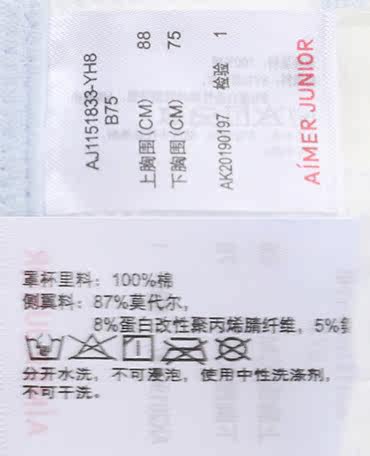 AJ1151833-YH8
B75
上胸围(CM) 88
下胸围(CM) 75
AK20190197 检验 1
AIMER JUNIOR
罩杯里料：100%棉
侧翼料：87%莫代尔，
8%蛋白改性聚丙烯腈纤维，5%
分开水洗，不可浸泡，使用中性洗涤剂，
不可干洗。